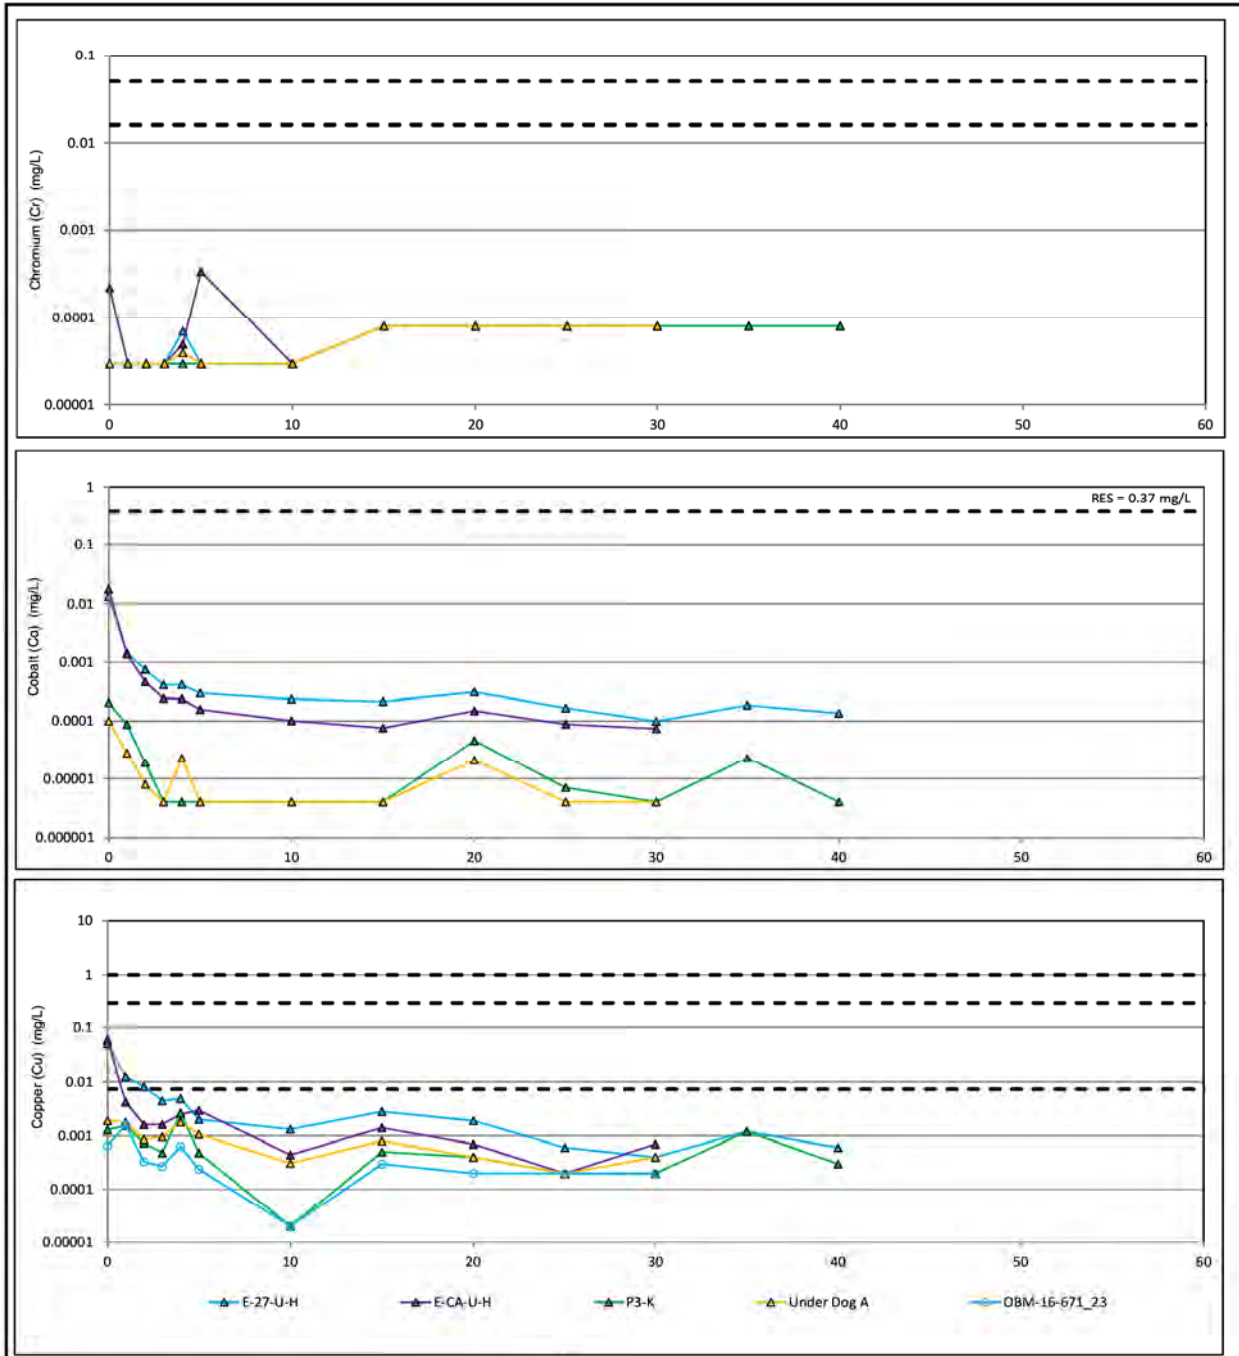 Chromium (Cr) (mg/L)
0.1
0.01
0.001
0.0001
0.00001
0 10 20 30 40 50 60
Cobalt (Co) (mg/L)
RES = 0.37 mg/L
1
0.1
0.01
0.001
0.0001
0.00001
0.000001
0 10 20 30 40 50 60
Copper (Cu) (mg/L)
10
1
0.1
0.01
0.001
0.0001
0.00001
0 10 20 30 40 50 60
E-27-U-H E-CA-U-H P3-K Under Dog A OBM-16-671_23